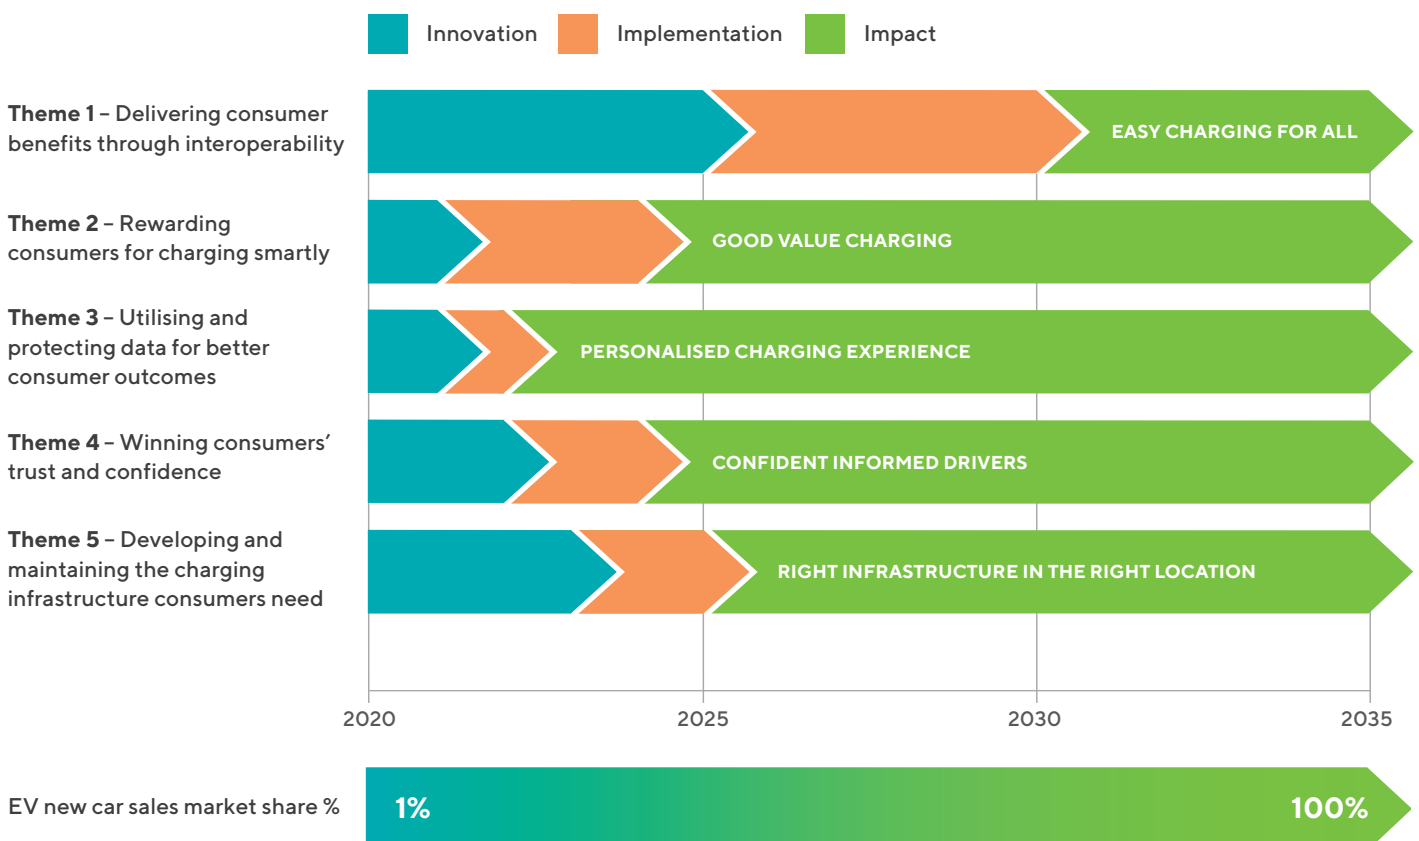 Innovation Implementation Impact
Theme 1 – Delivering consumer
benefits through interoperability
EASY CHARGING FOR ALL
Theme 2 – Rewarding
consumers for charging smartly
GOOD VALUE CHARGING
Theme 3 – Utilising and
protecting data for better
consumer outcomes
PERSONALISED CHARGING EXPERIENCE
Theme 4 – Winning consumers’
trust and confidence
CONFIDENT INFORMED DRIVERS
Theme 5 – Developing and
maintaining the charging
infrastructure consumers need
RIGHT INFRASTRUCTURE IN THE RIGHT LOCATION
2020 2025 2030 2035
EV new car sales market share % 1% 100%